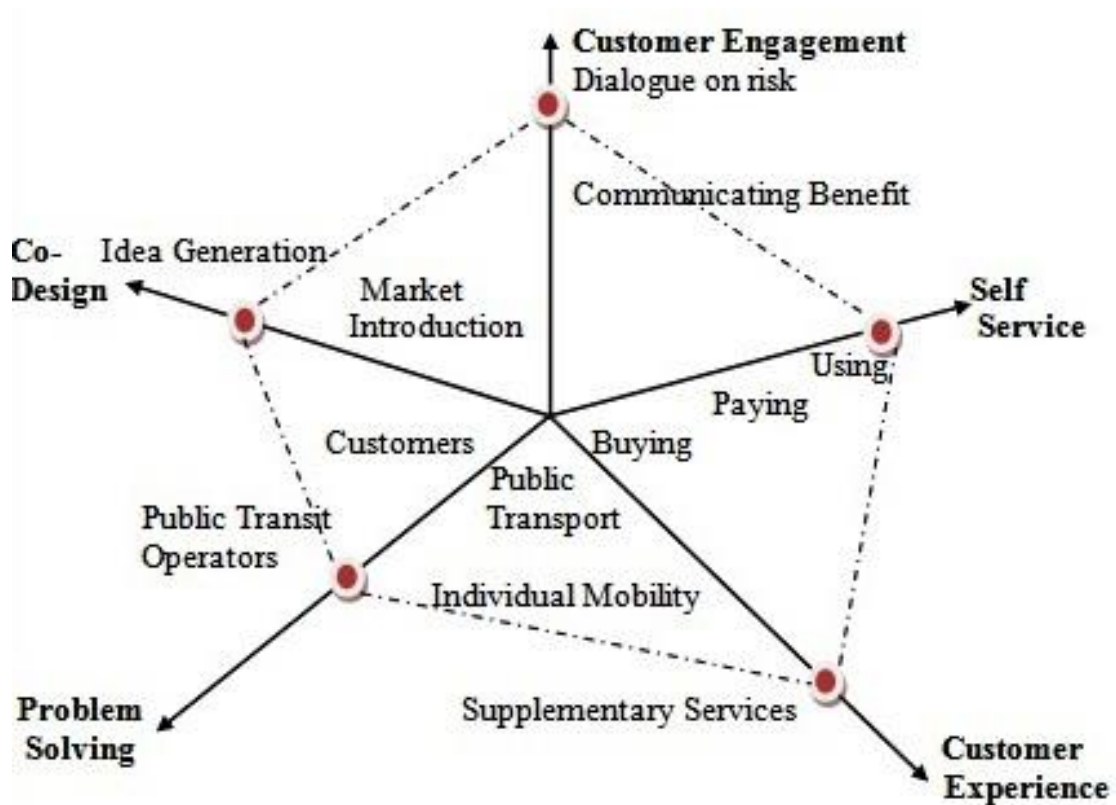 Customer Engagement
Dialogue on risk
Communicating Benefit
Co-
Design
Idea Generation
Market
Introduction
Self
Service
Using
Paying
Buying
Customers
Public
Transport
Public Transit
Operators
Individual Mobility
Supplementary Services
Problem
Solving
Customer
Experience